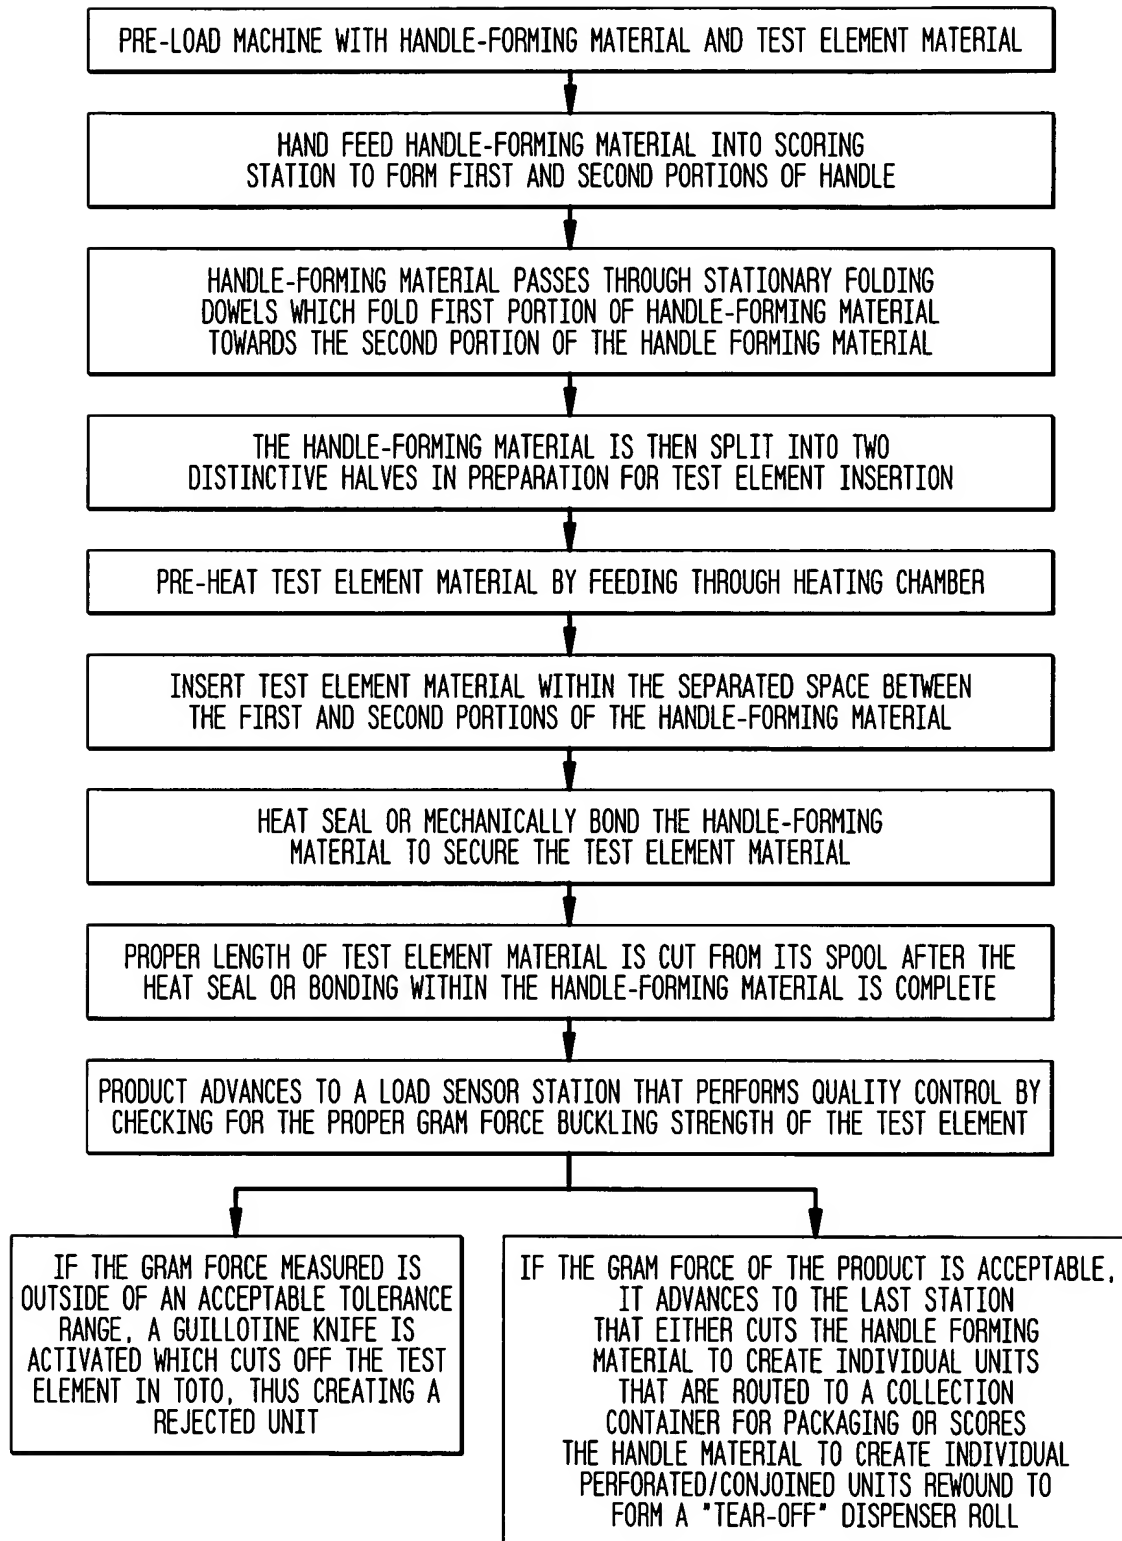 PRE-LOAD MACHINE WITH HANDLE-FORMING MATERIAL AND TEST ELEMENT MATERIAL
HAND FEED HANDLE-FORMING MATERIAL INTO SCORING
STATION TO FORM FIRST AND SECOND PORTIONS OF HANDLE
HANDLE-FORMING MATERIAL PASSES THROUGH STATIONARY FOLDING
DOWELS WHICH FOLD FIRST PORTION OF HANDLE-FORMING MATERIAL
TOWARDS THE SECOND PORTION OF THE HANDLE FORMING MATERIAL
THE HANDLE-FORMING MATERIAL IS THEN SPLIT INTO TWO
DISTINCTIVE HALVES IN PREPARATION FOR TEST ELEMENT INSERTION
PRE-HEAT TEST ELEMENT MATERIAL BY FEEDING THROUGH HEATING CHAMBER
INSERT TEST ELEMENT MATERIAL WITHIN THE SEPARATED SPACE BETWEEN
THE FIRST AND SECOND PORTIONS OF THE HANDLE-FORMING MATERIAL
HEAT SEAL OR MECHANICALLY BOND THE HANDLE-FORMING
MATERIAL TO SECURE THE TEST ELEMENT MATERIAL
PROPER LENGTH OF TEST ELEMENT MATERIAL IS CUT FROM ITS SPOOL AFTER THE
HEAT SEAL OR BONDING WITHIN THE HANDLE-FORMING MATERIAL IS COMPLETE
PRODUCT ADVANCES TO A LOAD SENSOR STATION THAT PERFORMS QUALITY CONTROL BY
CHECKING FOR THE PROPER GRAM FORCE BUCKLING STRENGTH OF THE TEST ELEMENT
IF THE GRAM FORCE MEASURED IS
OUTSIDE OF AN ACCEPTABLE TOLERANCE
RANGE, A GUILLOTINE KNIFE IS
ACTIVATED WHICH CUTS OFF THE TEST
ELEMENT IN TOTO, THUS CREATING A
REJECTED UNIT
IF THE GRAM FORCE OF THE PRODUCT IS ACCEPTABLE,
IT ADVANCES TO THE LAST STATION
THAT EITHER CUTS THE HANDLE FORMING
MATERIAL TO CREATE INDIVIDUAL UNITS
THAT ARE ROUTED TO A COLLECTION
CONTAINER FOR PACKAGING OR SCORES
THE HANDLE MATERIAL TO CREATE INDIVIDUAL
PERFORATED/CONJOINED UNITS REWOUND TO
FORM A "TEAR-OFF" DISPENSER ROLL